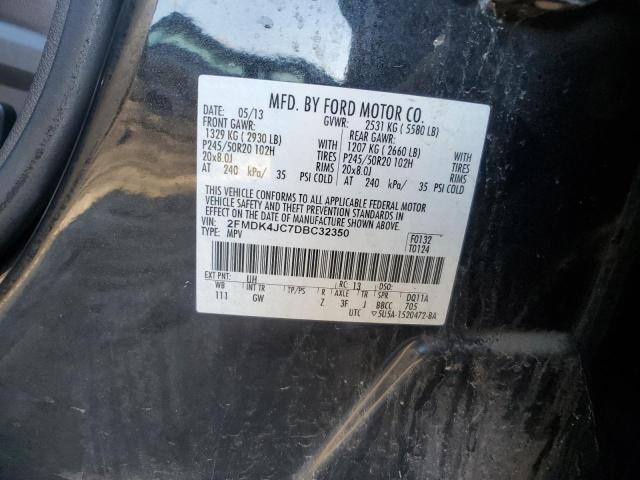 MFD. BY FORD MOTOR CO.
DATE: 05/13 GVWR: 2531 KG ( 5580 LB)
FRONT GAWR: REAR GAWR:
1329 KG ( 2930 LB) WITH 1207 KG ( 2660 LB) WITH
P245/50R20 102H TIRES P245/50R20 102H TIRES
20x8.0J RIMS 20x8.0J RIMS
AT 240 kPa/ 35 PSI COLD AT 240 kPa/ 35 PSI COLD
THIS VEHICLE CONFORMS TO ALL APPLICABLE FEDERAL MOTOR
VEHICLE SAFETY AND THEFT PREVENTION STANDARDS IN
EFFECT ON THE DATE OF MANUFACTURE SHOWN ABOVE.
VIN: 2FMDK4JC7DBC32350 F0132
TYPE: MPV T0124
EXT PNT: UH RC: 13 DSO:
WB INT TR TP/PS R AXLE TR SPR DQ11A
111 GW Z 3F J BBCC 705
UTC 5U5A-1520472-BA